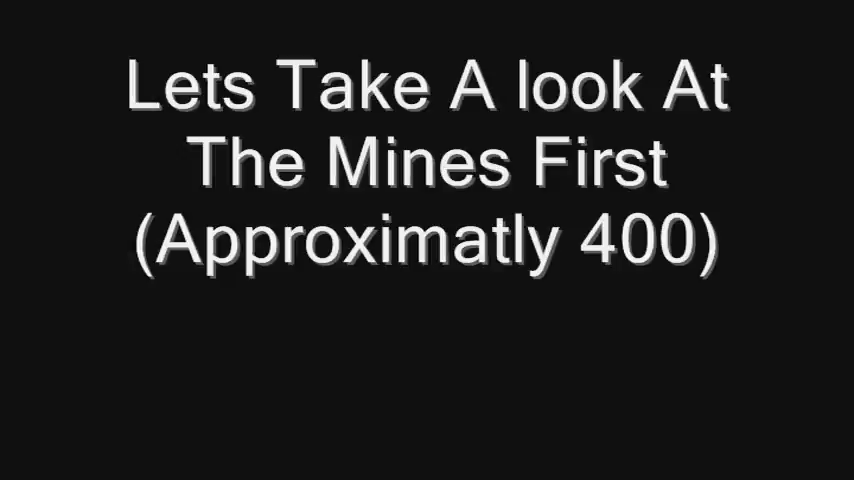 Lets Take A look At
The Mines First
(Approximatly 400)